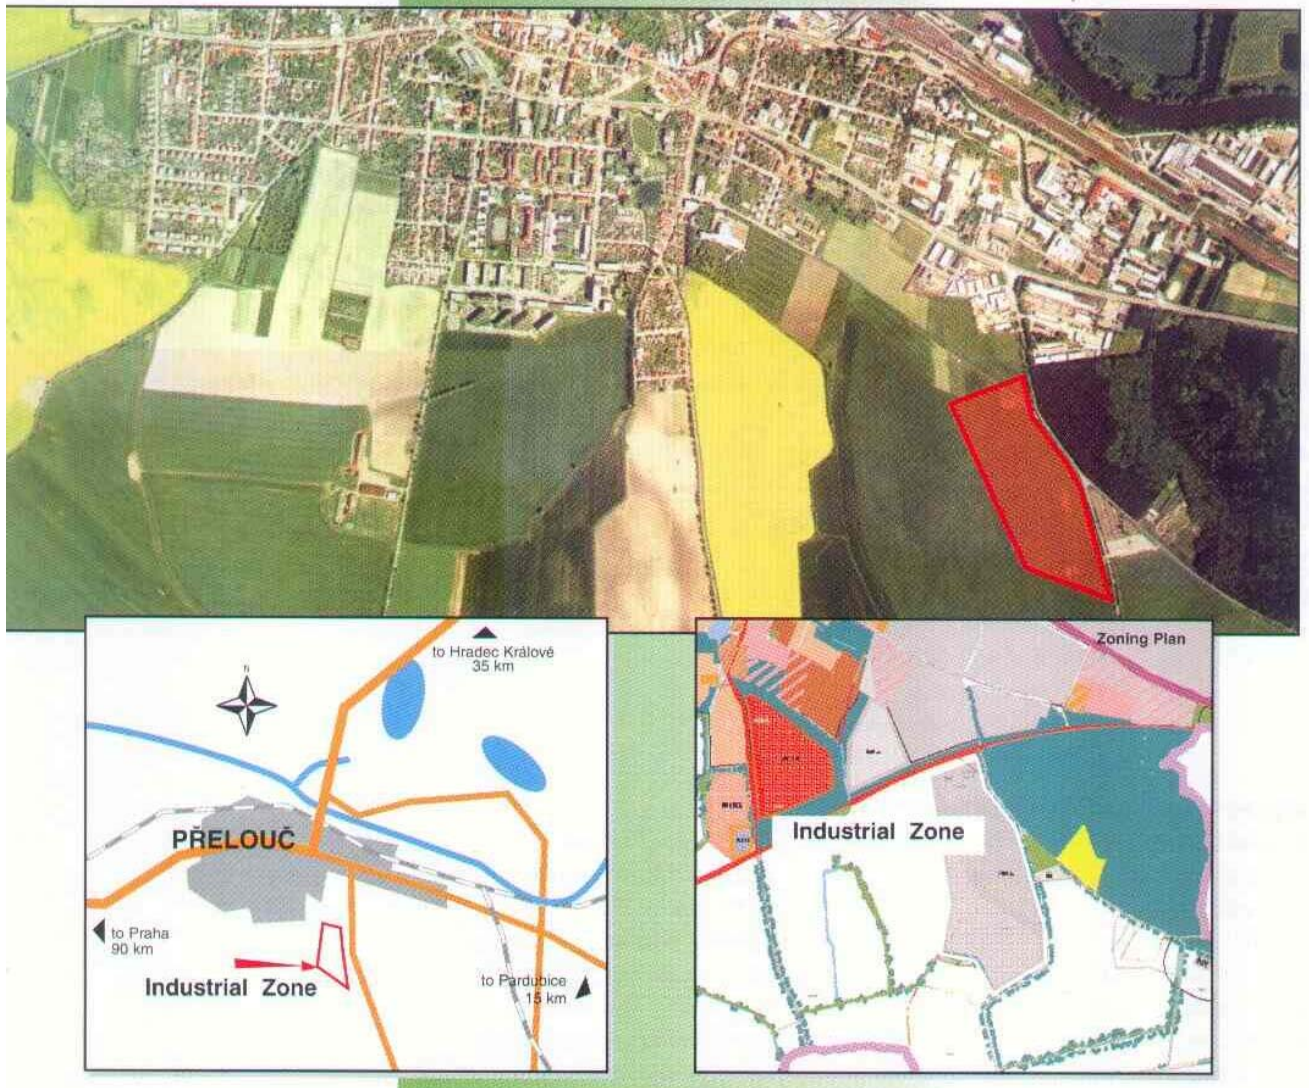 to Hradec Králové
35 km
N
PŘELOUČ
to Praha
90 km
Industrial Zone
to Pardubice
15 km
Zoning Plan
Industrial Zone